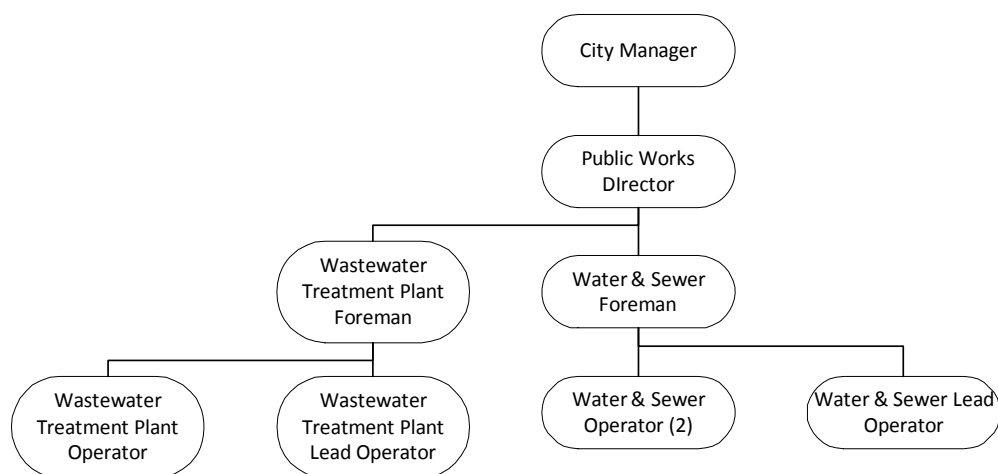 City Manager
Public Works
DIrector
Wastewater
Treatment Plant
Foreman
Water & Sewer
Foreman
Wastewater
Treatment Plant
Operator
Wastewater
Treatment Plant
Lead Operator
Water & Sewer
Operator (2)
Water & Sewer Lead
Operator